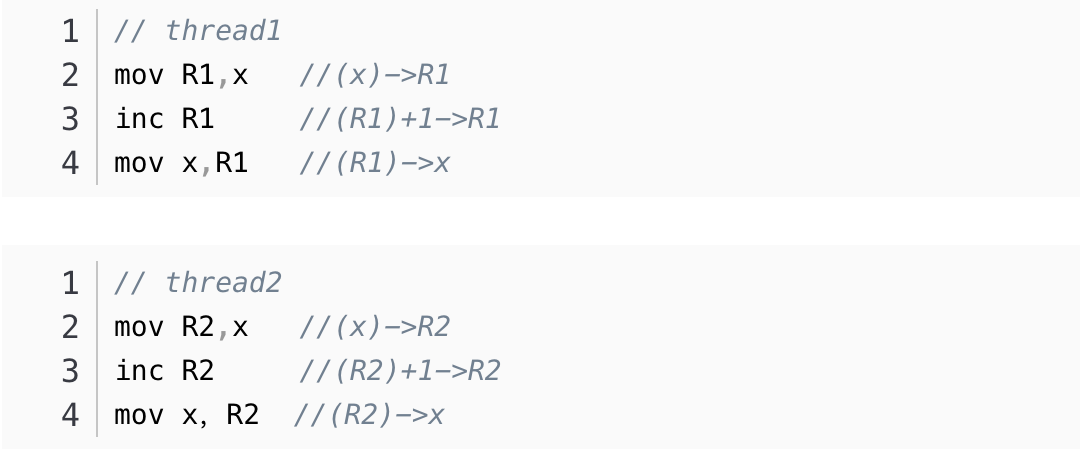 1 // thread1
2 mov R1,x   //(x)->R1
3 inc R1     //(R1)+1->R1
4 mov x,R1   //(R1)->x
1 // thread2
2 mov R2,x   //(x)->R2
3 inc R2     //(R2)+1->R2
4 mov x, R2  //(R2)->x